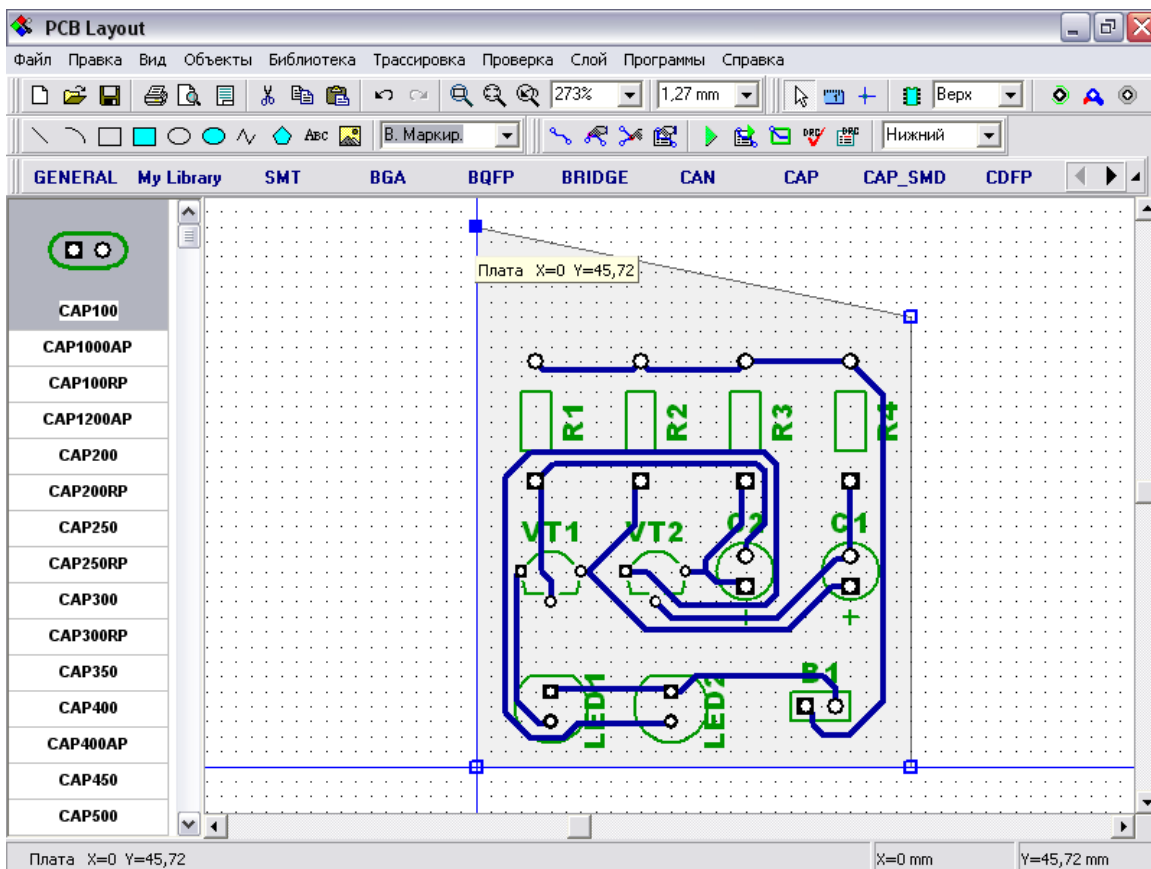 PCB Layout
Файл Правка Вид Объекты Библиотека Трассировка Проверка Слой Программы Справка
273% 1,27 mm Верх
ABC В. Маркир. DRC DRC Нижний
GENERAL My Library SMT BGA BQFP BRIDGE CAN CAP CAP_SMD CDFP
CAP100
CAP1000AP
CAP100RP
CAP1200AP
CAP200
CAP200RP
CAP250
CAP250RP
CAP300
CAP300RP
CAP350
CAP400
CAP400AP
CAP450
CAP500
Плата X=0 Y=45,72
R1 R2 R3 R4
VT1 VT2 C2 C1
+ +
LED1 LED2 B1
Плата X=0 Y=45,72 X=0 mm Y=45,72 mm